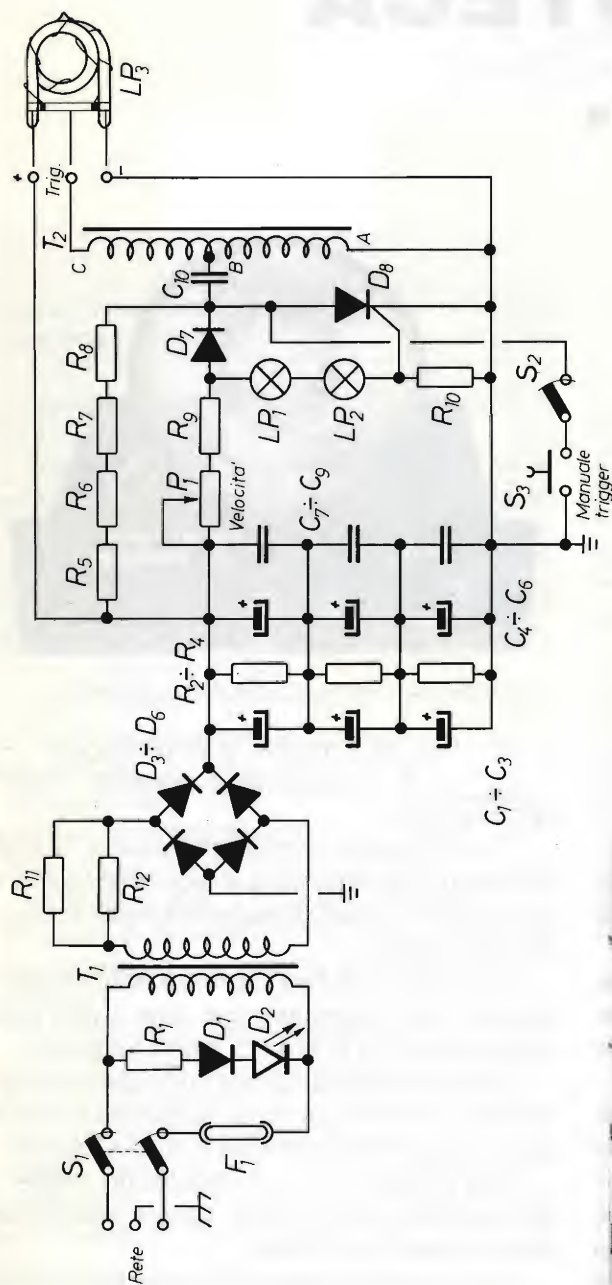 Rete
S1
F1
R1
D1
D2
T1
R11
R12
D3 ÷ D6
R2 ÷ R4
C1 ÷ C3
C4 ÷ C6
C7 ÷ C9
R5
R6
R7
R8
P1
Velocita'
R9
D7
LP1
LP2
R10
D8
C10
T2
C
B
A
S3
Manuale
trigger
S2
+
Trig.
-
LP3
+
+
+
+
+
+